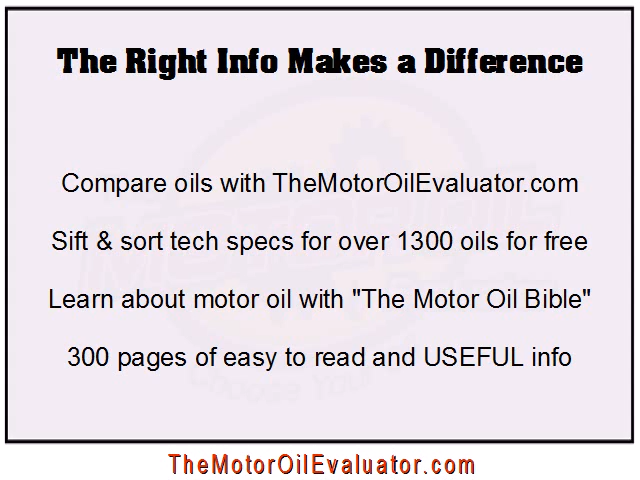 The Right Info Makes a Difference
Compare oils with TheMotorOilEvaluator.com
Sift & sort tech specs for over 1300 oils for free
Learn about motor oil with "The Motor Oil Bible"
300 pages of easy to read and USEFUL info
TheMotorOilEvaluator.com